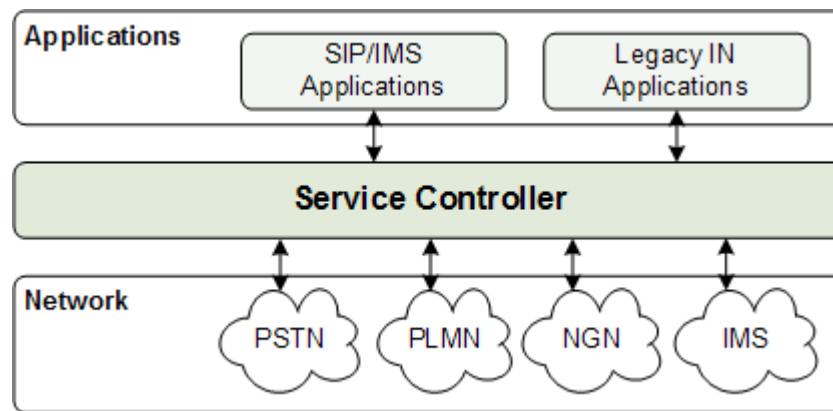 Applications
SIP/IMS
Applications
Legacy IN
Applications
Service Controller
Network
PSTN
PLMN
NGN
IMS